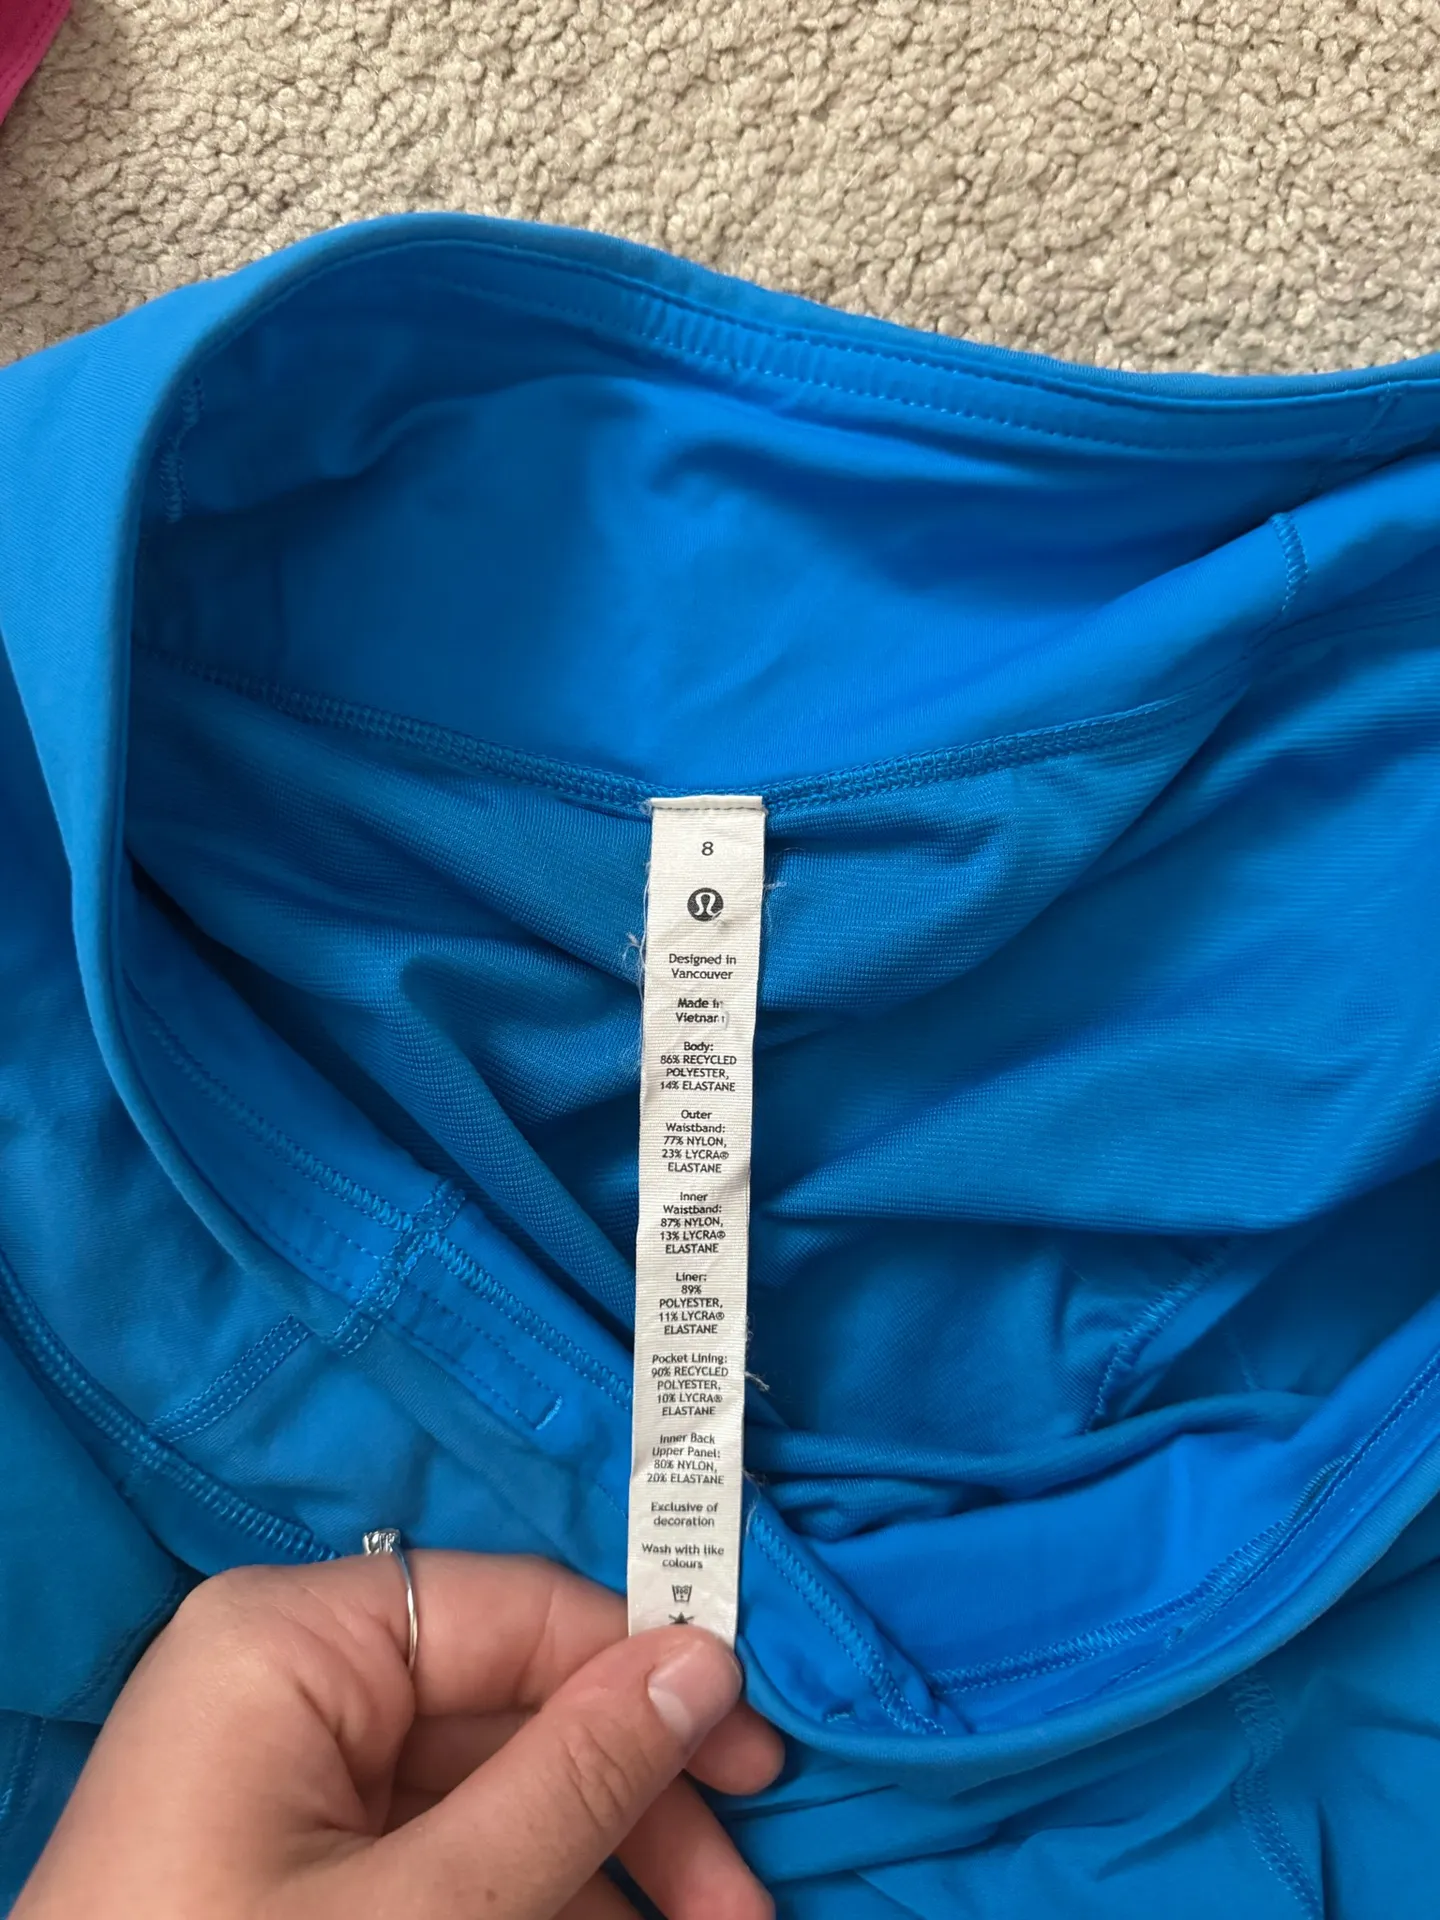 8
Designed in
Vancouver
Made in
Vietnam
Body:
86% RECYCLED
POLYESTER,
14% ELASTANE
Outer
Waistband:
77% NYLON,
23% LYCRA®
ELASTANE
Inner
Waistband:
87% NYLON,
13% LYCRA®
ELASTANE
Liner:
89%
POLYESTER,
11% LYCRA®
ELASTANE
Pocket Lining:
90% RECYCLED
POLYESTER,
10% LYCRA®
ELASTANE
Inner Back
Upper Panel:
80% NYLON,
20% ELASTANE
Exclusive of
decoration
Wash with like
colours